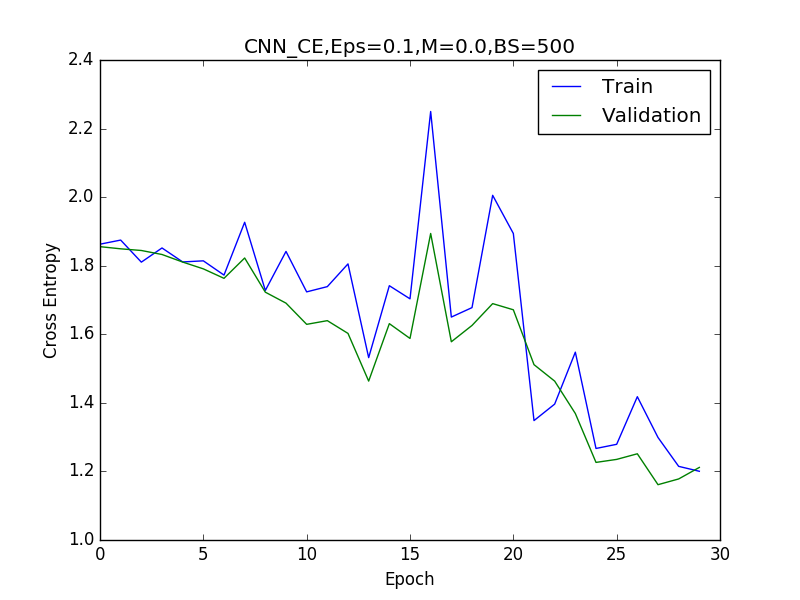 CNN_CE,Eps=0.1,M=0.0,BS=500
2.4
2.2
2.0
1.8
1.6
1.4
1.2
1.0
Cross Entropy
Train
Validation
0 5 10 15 20 25 30
Epoch